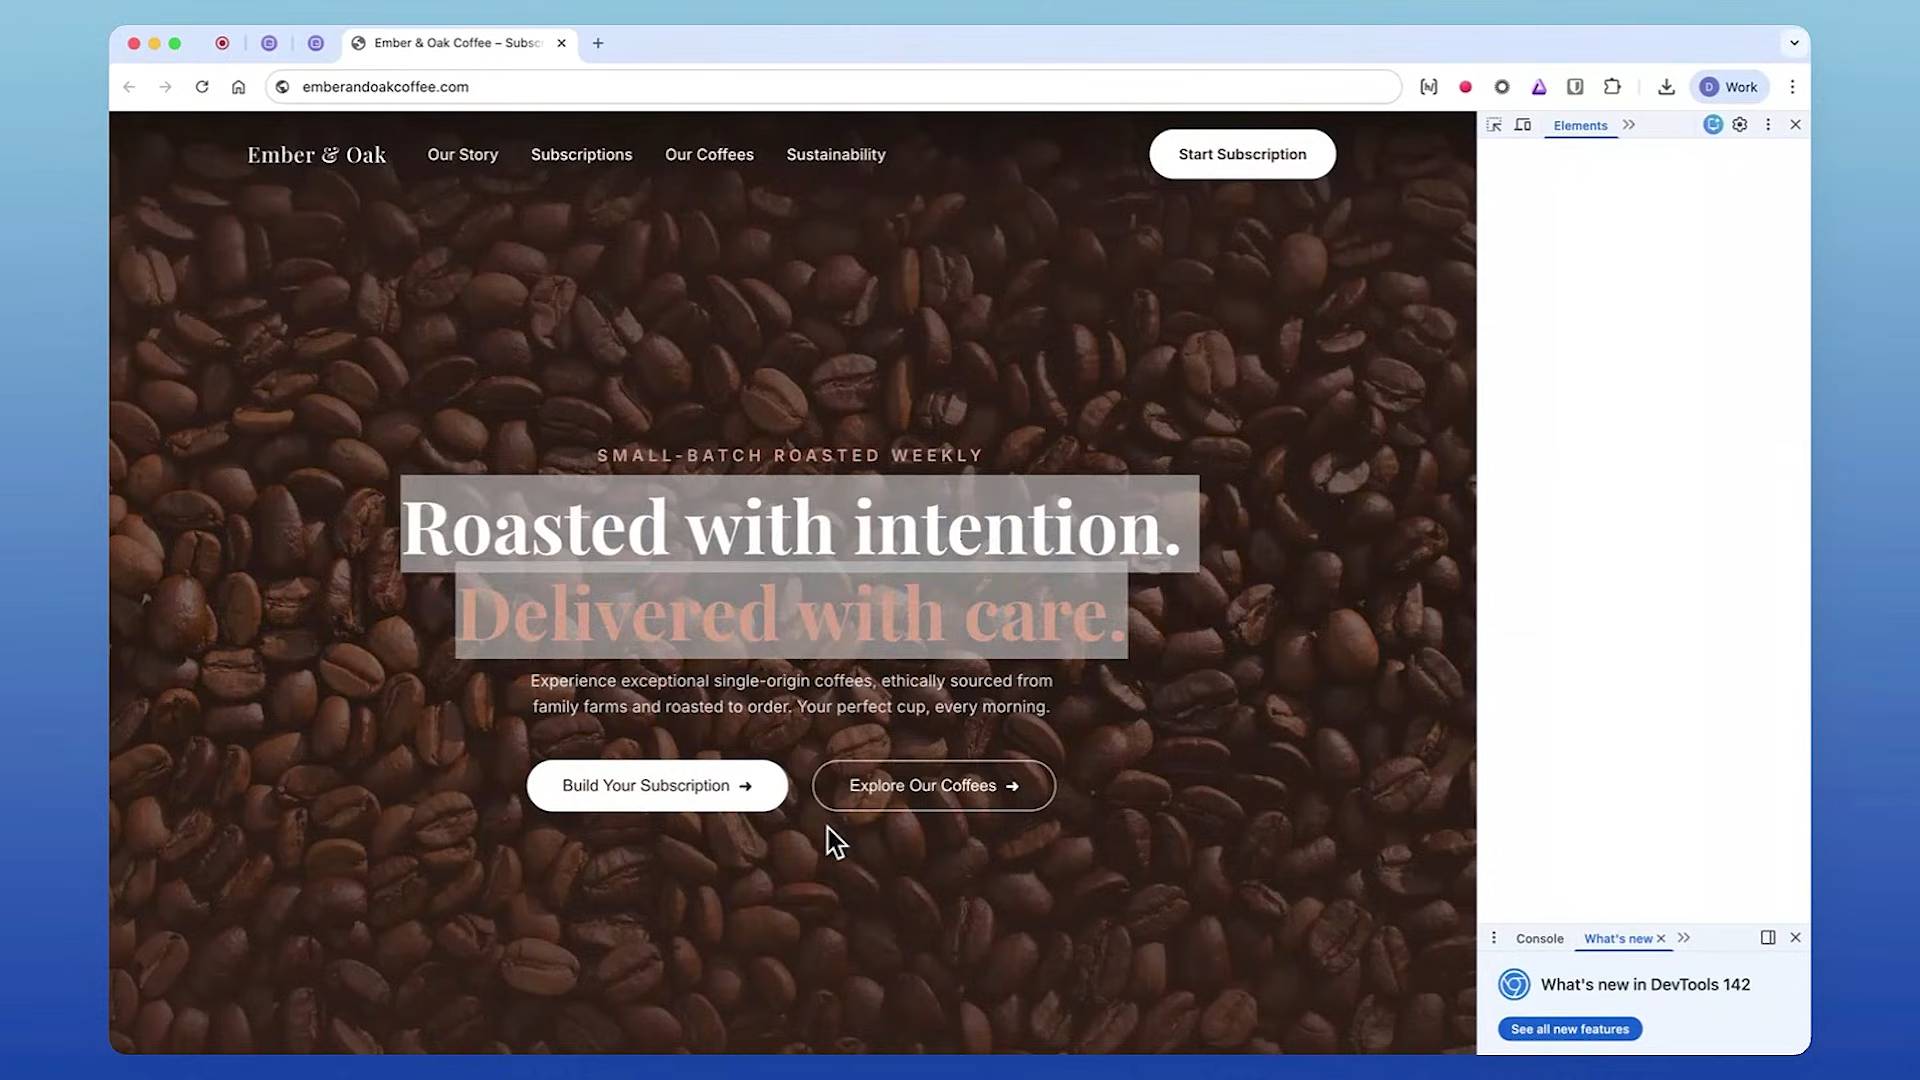 Ember & Oak Coffee – Subsc
emberandoakcoffee.com
D Work
Ember & Oak
Our Story
Subscriptions
Our Coffees
Sustainability
Start Subscription
Elements
SMALL-BATCH ROASTED WEEKLY
Roasted with intention.
Delivered with care.
Experience exceptional single-origin coffees, ethically sourced from
family farms and roasted to order. Your perfect cup, every morning.
Build Your Subscription →
Explore Our Coffees →
Console
What's new
What's new in DevTools 142
See all new features